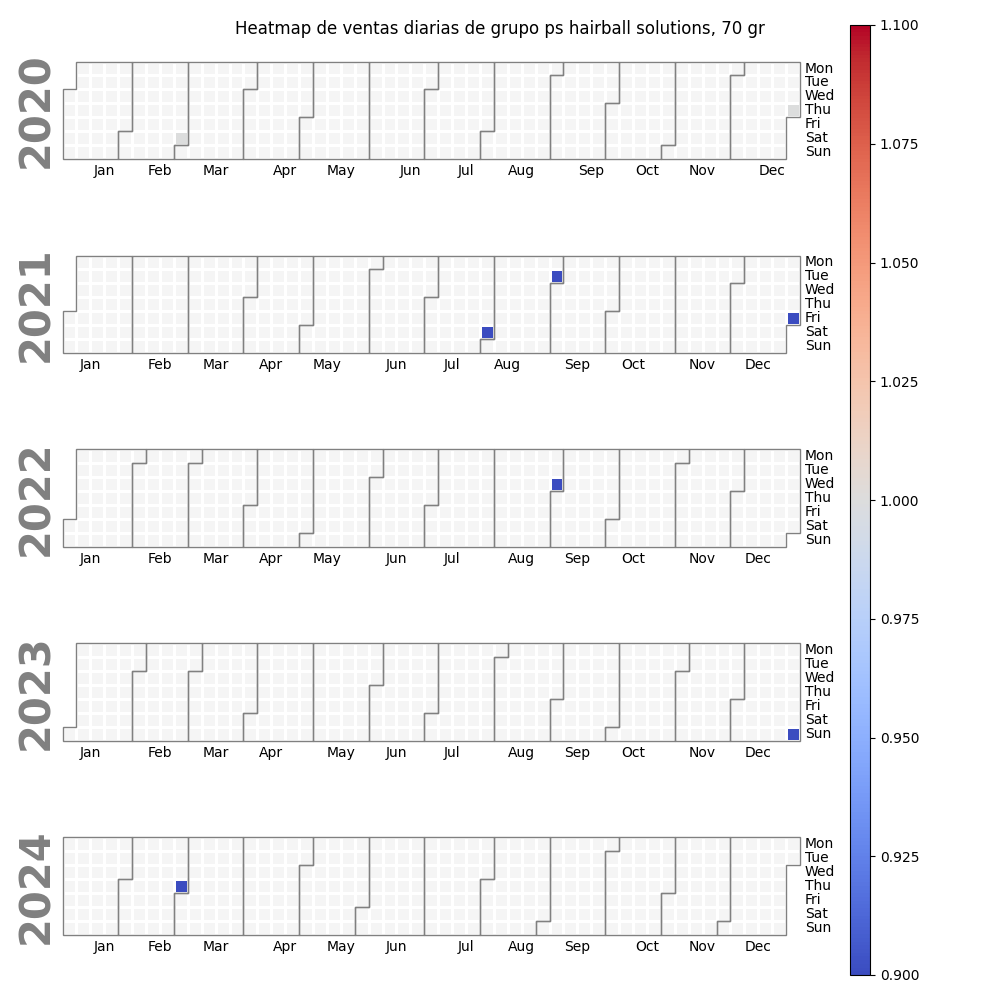 Heatmap de ventas diarias de grupo ps hairball solutions, 70 gr
2020
Mon
Tue
Wed
Thu
Fri
Sat
Sun
Jan Feb Mar Apr May Jun Jul Aug Sep Oct Nov Dec
2021
Mon
Tue
Wed
Thu
Fri
Sat
Sun
Jan Feb Mar Apr May Jun Jul Aug Sep Oct Nov Dec
2022
Mon
Tue
Wed
Thu
Fri
Sat
Sun
Jan Feb Mar Apr May Jun Jul Aug Sep Oct Nov Dec
2023
Mon
Tue
Wed
Thu
Fri
Sat
Sun
Jan Feb Mar Apr May Jun Jul Aug Sep Oct Nov Dec
2024
Mon
Tue
Wed
Thu
Fri
Sat
Sun
Jan Feb Mar Apr May Jun Jul Aug Sep Oct Nov Dec
1.100
1.075
1.050
1.025
1.000
0.975
0.950
0.925
0.900